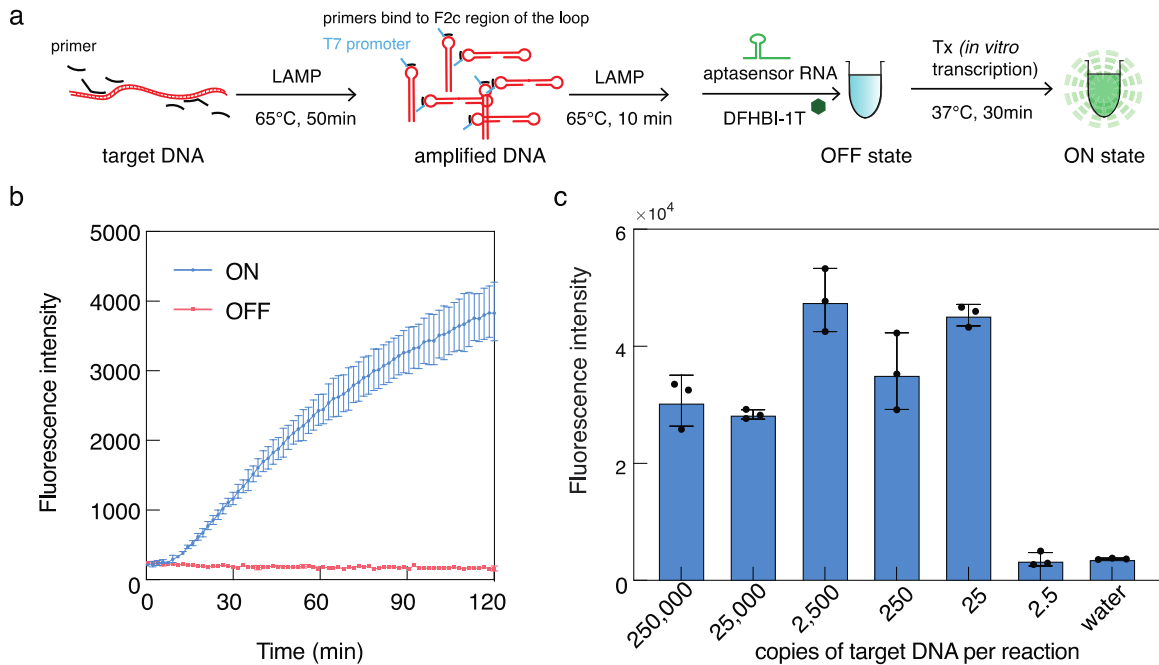 a
primers bind to F2c region of the loop
primer
T7 promoter
LAMP
65°C, 50min
LAMP
65°C, 10 min
aptasensor RNA
DFHBI-1T
Tx (in vitro
transcription)
37°C, 30min
target DNA
amplified DNA
OFF state
ON state
b
Fluorescence intensity
5000
4000
3000
2000
1000
0
ON
OFF
0 30 60 90 120
Time (min)
c
×10⁴
Fluorescence intensity
6
4
2
0
250,000 25,000 2,500 250 25 2.5 water
copies of target DNA per reaction